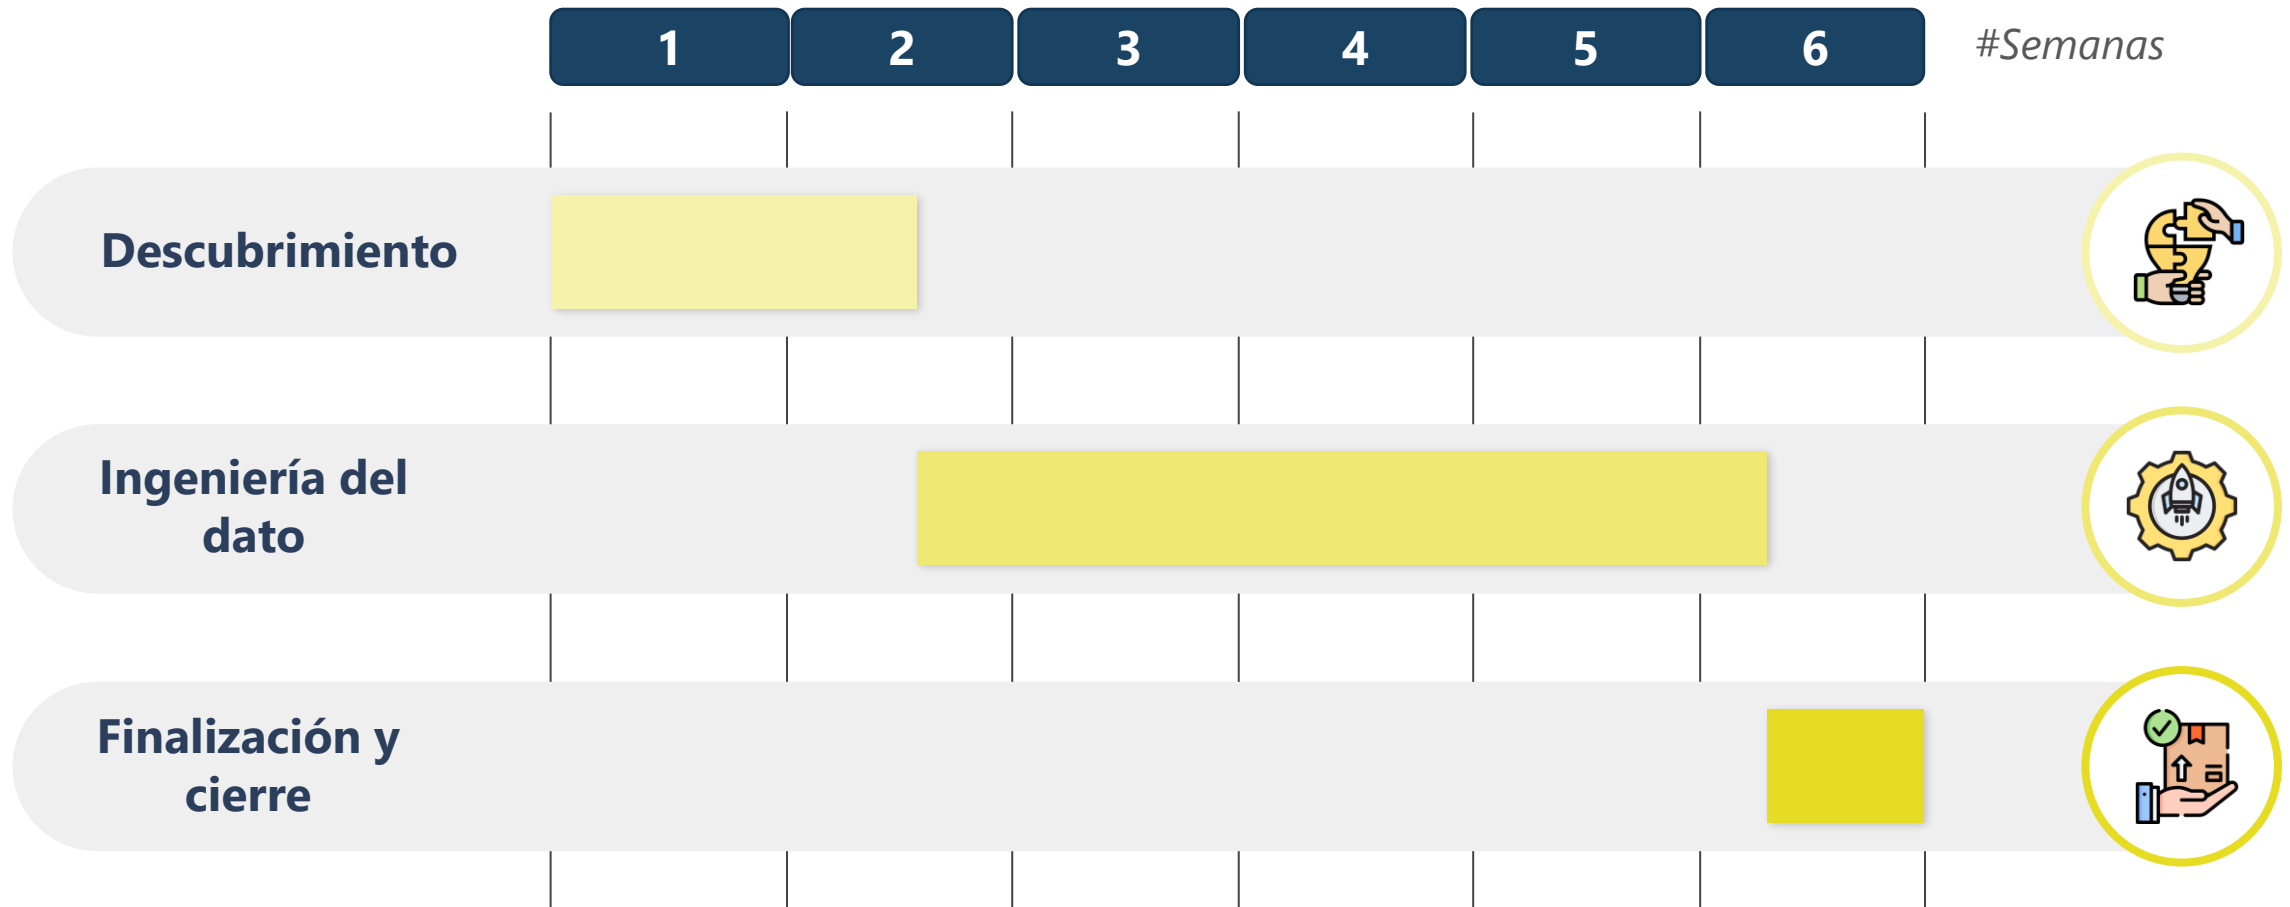 1 2 3 4 5 6 #Semanas
Descubrimiento
Ingeniería del
dato
Finalización y
cierre